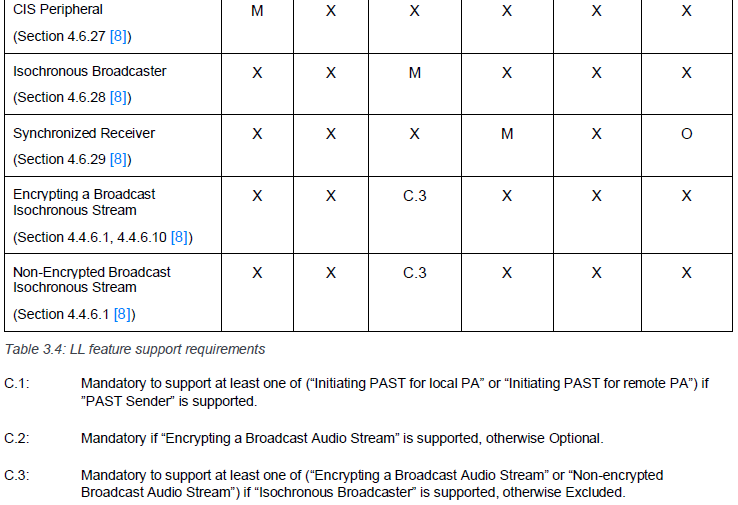 CIS Peripheral
(Section 4.6.27 [8]) M X X X X X
Isochronous Broadcaster
(Section 4.6.28 [8]) X X M X X X
Synchronized Receiver
(Section 4.6.29 [8]) X X X M X O
Encrypting a Broadcast
Isochronous Stream
(Section 4.4.6.1, 4.4.6.10 [8]) X X C.3 X X X
Non-Encrypted Broadcast
Isochronous Stream
(Section 4.4.6.1 [8]) X X C.3 X X X
Table 3.4: LL feature support requirements
C.1: Mandatory to support at least one of (“Initiating PAST for local PA” or “Initiating PAST for remote PA”) if
”PAST Sender” is supported.
C.2: Mandatory if “Encrypting a Broadcast Audio Stream” is supported, otherwise Optional.
C.3: Mandatory to support at least one of (“Encrypting a Broadcast Audio Stream” or “Non-encrypted
Broadcast Audio Stream”) if “Isochronous Broadcaster” is supported, otherwise Excluded.